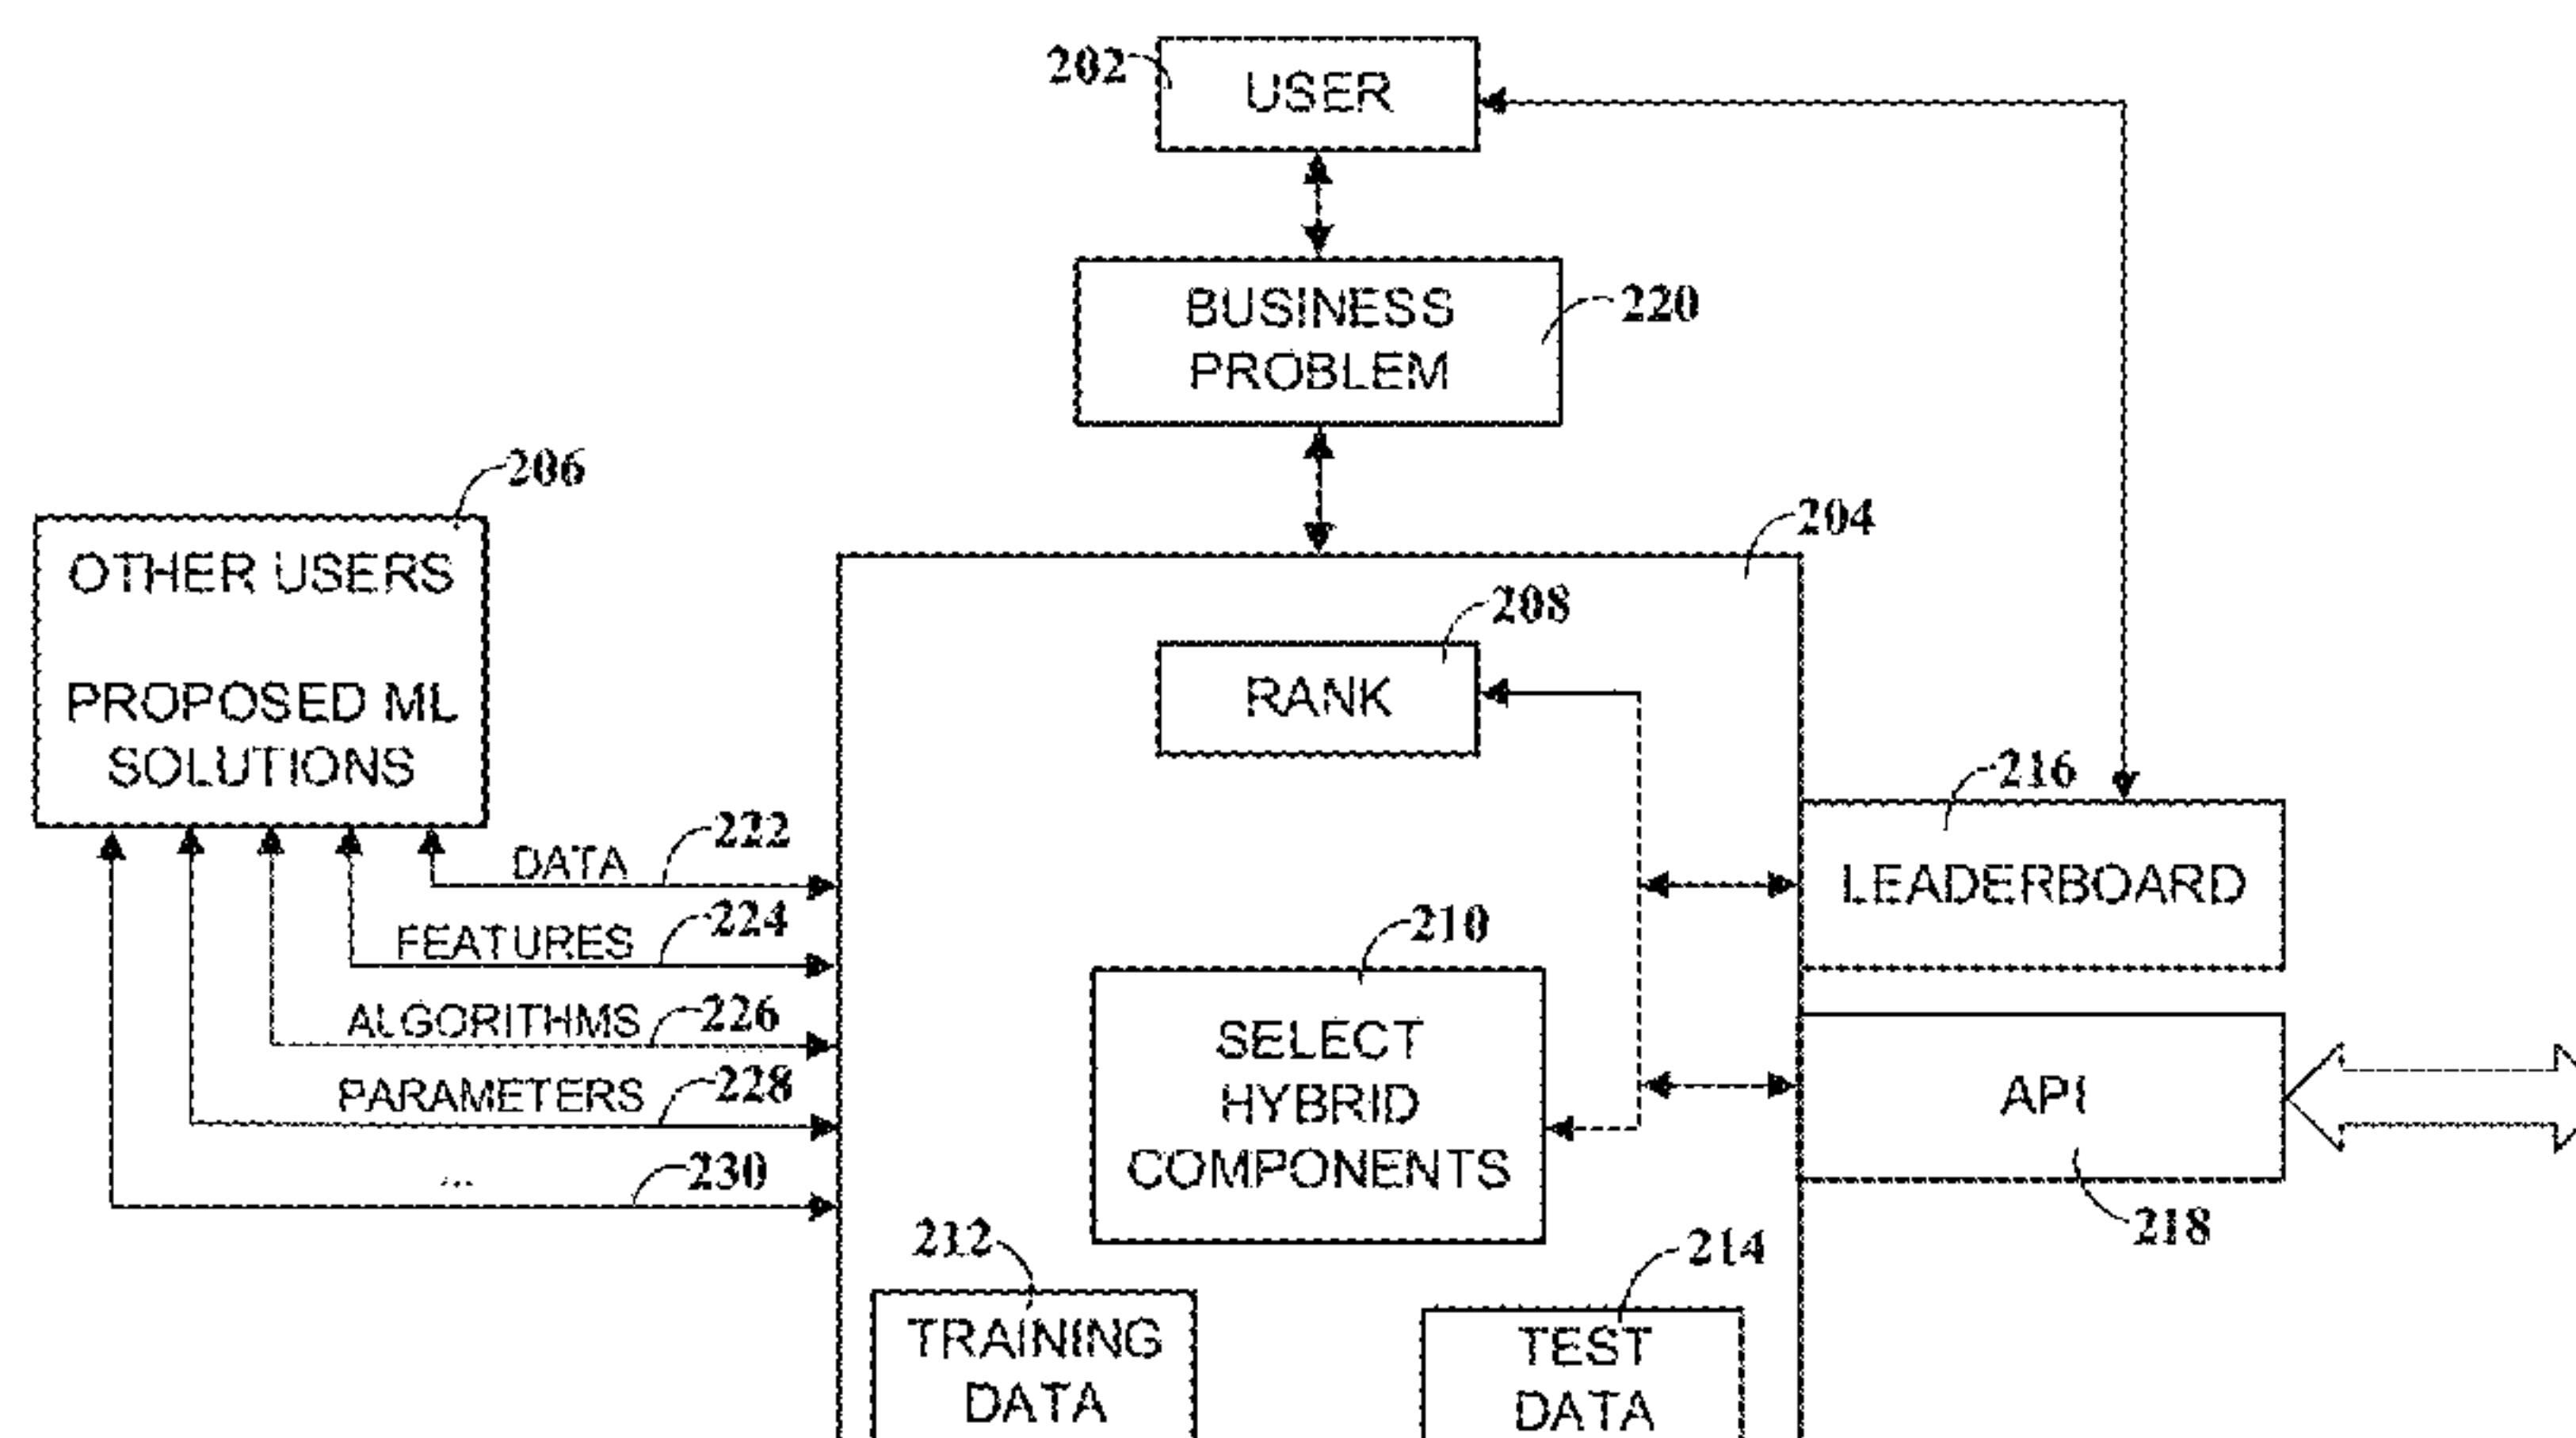 202
USER
BUSINESS
PROBLEM
220
206
OTHER USERS
PROPOSED ML
SOLUTIONS
204
208
RANK
216
LEADERBOARD
DATA
222
FEATURES
224
ALGORITHMS
226
PARAMETERS
228
...
230
210
SELECT
HYBRID
COMPONENTS
API
218
212
TRAINING
DATA
214
TEST
DATA